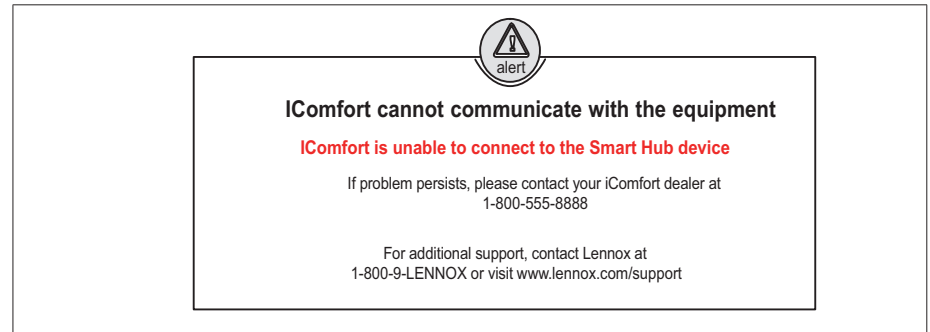 alert
IComfort cannot communicate with the equipment
IComfort is unable to connect to the Smart Hub device
If problem persists, please contact your iComfort dealer at
1-800-555-8888
For additional support, contact Lennox at
1-800-9-LENNOX or visit www.lennox.com/support